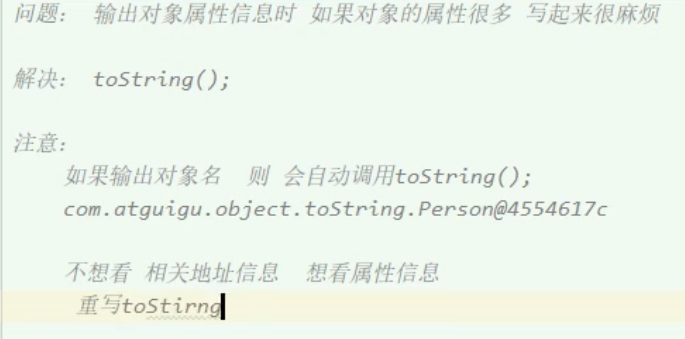 问题： 输出对象属性信息时 如果对象的属性很多 写起来很麻烦
解决： toString();
注意：
如果输出对象名 则 会自动调用toString();
com.atguigu.object.toString.Person@4554617c
不想看 相关地址信息 想看属性信息
重写toStirng